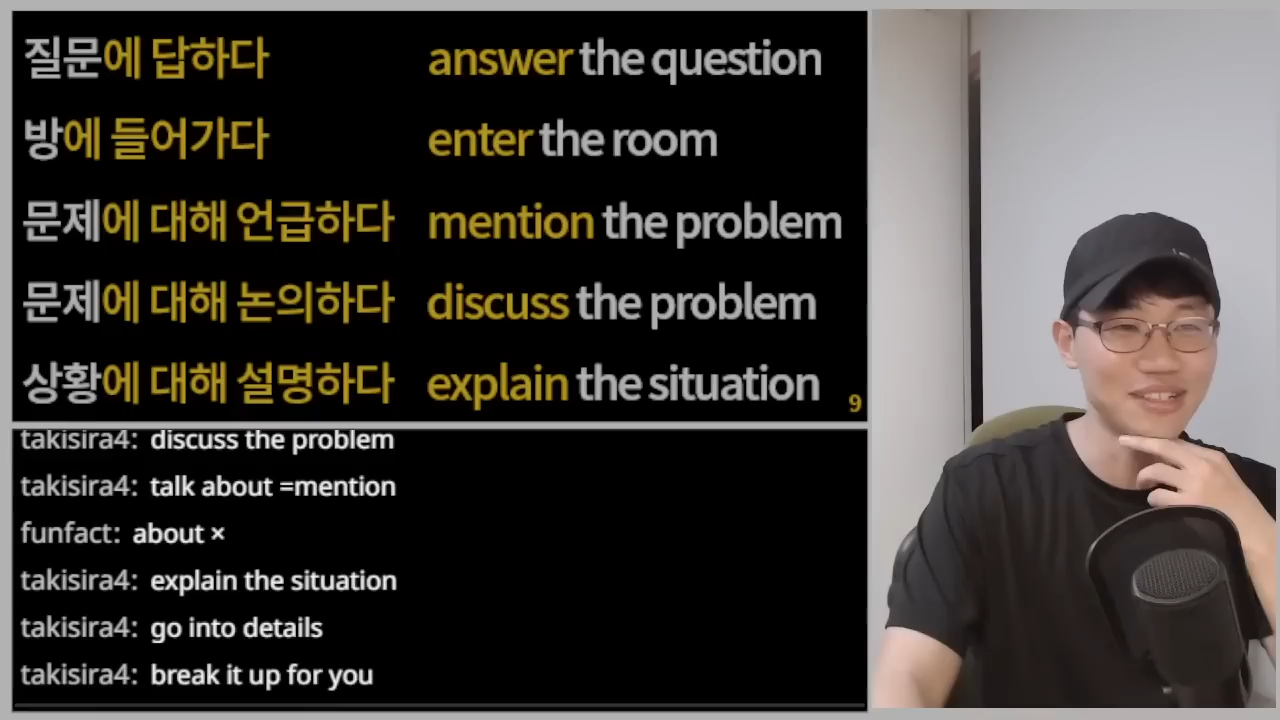 질문에 답하다 answer the question
방에 들어가다 enter the room
문제에 대해 언급하다 mention the problem
문제에 대해 논의하다 discuss the problem
상황에 대해 설명하다 explain the situation
9
takisira4: discuss the problem
takisira4: talk about =mention
funfact: about ×
takisira4: explain the situation
takisira4: go into details
takisira4: break it up for you